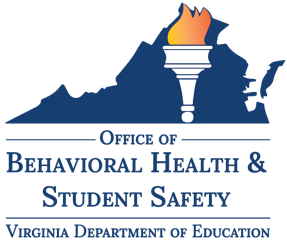 Office of
Behavioral Health &
Student Safety
Virginia Department of Education